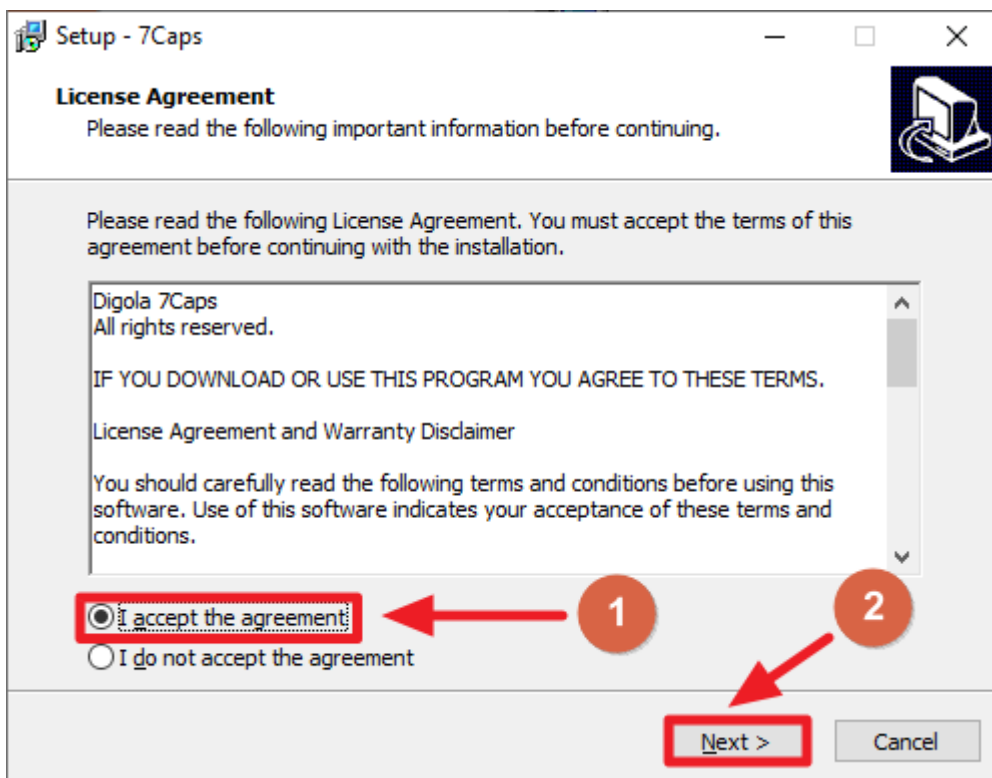 Setup - 7Caps
License Agreement
Please read the following important information before continuing.
Please read the following License Agreement. You must accept the terms of this
agreement before continuing with the installation.
Digola 7Caps
All rights reserved.
IF YOU DOWNLOAD OR USE THIS PROGRAM YOU AGREE TO THESE TERMS.
License Agreement and Warranty Disclaimer
You should carefully read the following terms and conditions before using this
software. Use of this software indicates your acceptance of these terms and
conditions.
I accept the agreement
1
I do not accept the agreement
2
Next >
Cancel